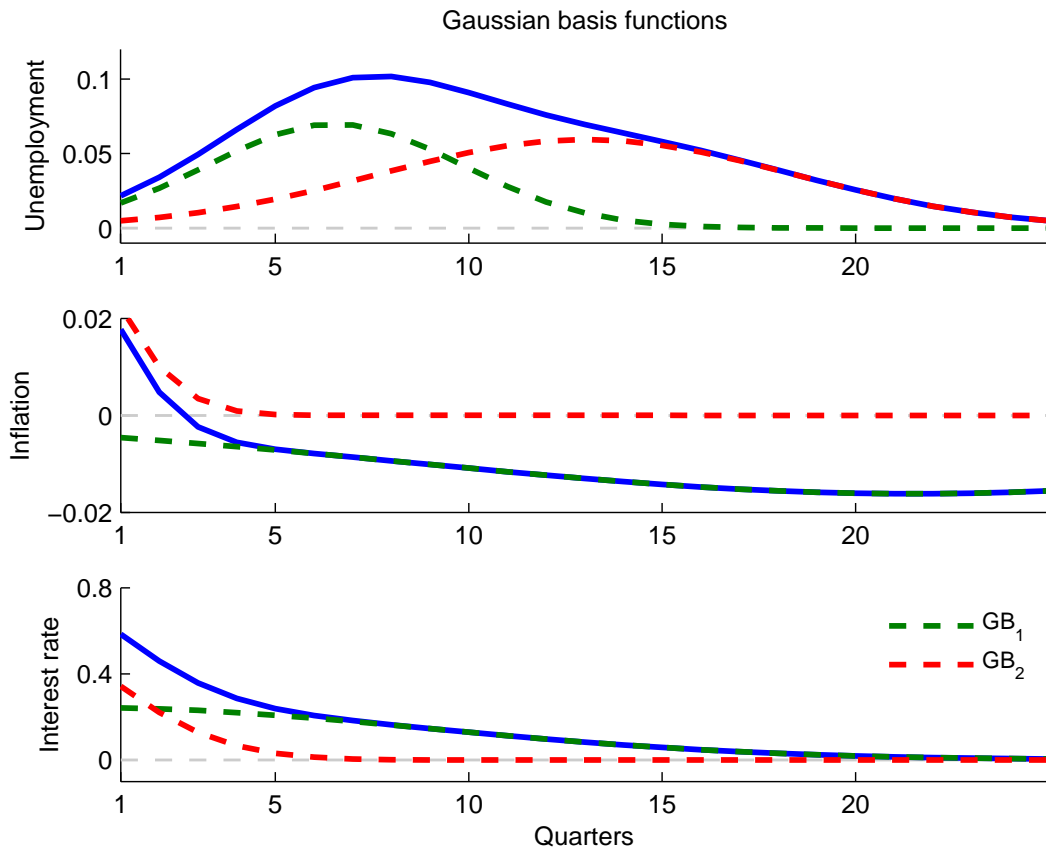 Gaussian basis functions
Unemployment
0.1
0.05
0
1 5 10 15 20
Inflation
0.02
0
−0.02
1 5 10 15 20
Interest rate
0.8
0.4
0
GB1
GB2
1 5 10 15 20
Quarters